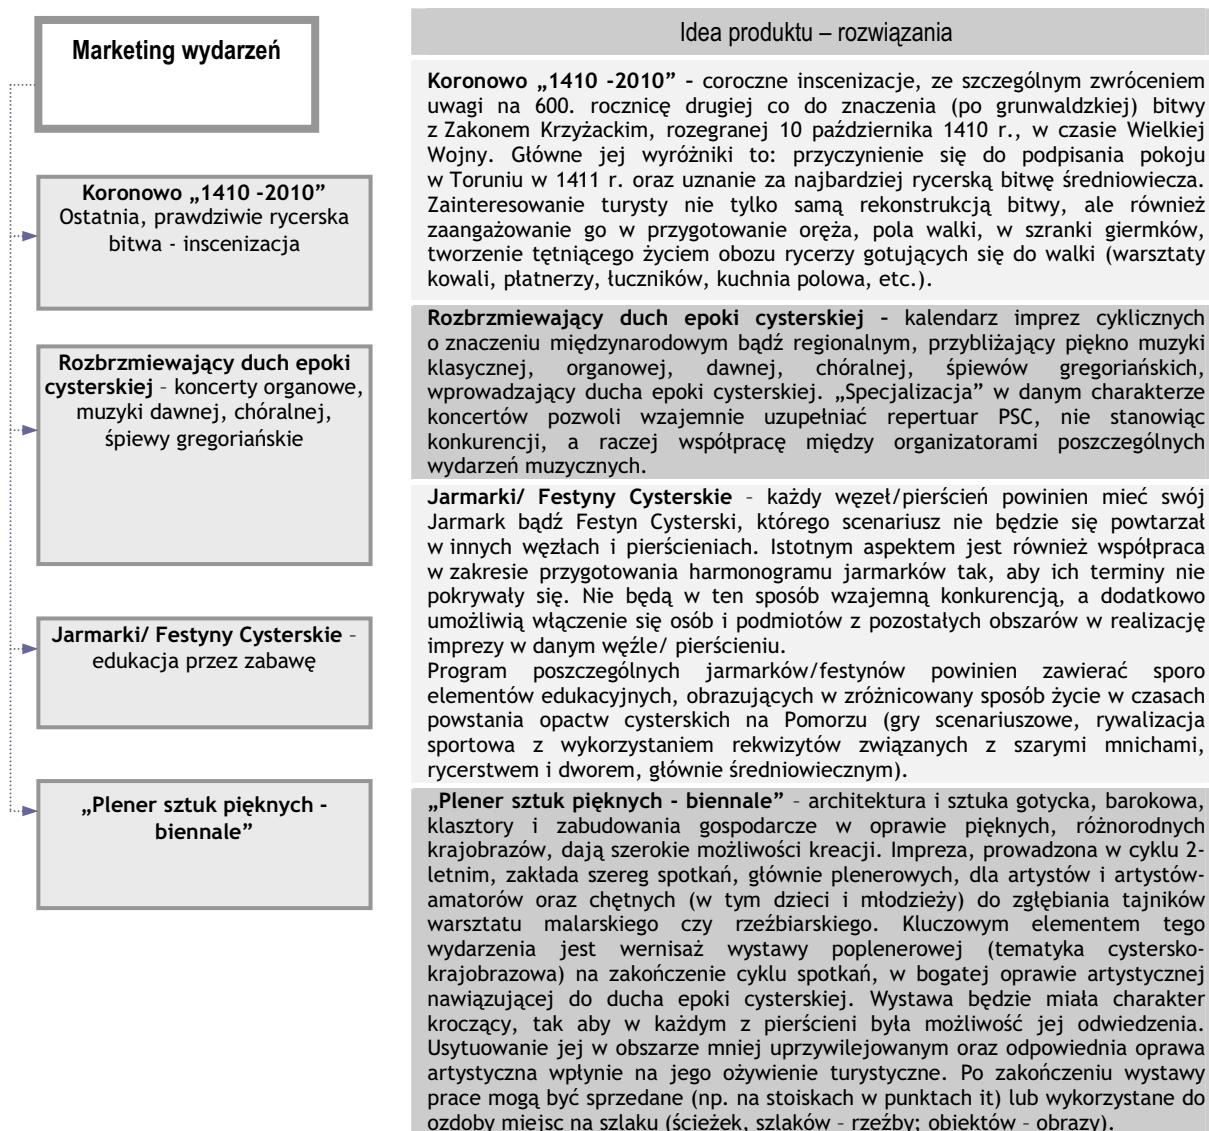 Marketing wydarzeń
Koronowo „1410 -2010”
Ostatnia, prawdziwie rycerska
bitwa - inscenizacja
Rozbrzmiewający duch epoki
cysterskiej – koncerty organowe,
muzyki dawnej, chóralnej,
śpiewy gregoriańskie
Jarmarki/ Festyny Cysterskie –
edukacja przez zabawę
„Plener sztuk pięknych -
biennale”
Idea produktu – rozwiązania
Koronowo „1410 -2010” - coroczne inscenizacje, ze szczególnym zwróceniem
uwagi na 600. rocznicę drugiej co do znaczenia (po grunwaldzkiej) bitwy
z Zakonem Krzyżackim, rozegranej 10 października 1410 r., w czasie Wielkiej
Wojny. Główne jej wyróżniki to: przyczynienie się do podpisania pokoju
w Toruniu w 1411 r. oraz uznanie za najbardziej rycerską bitwę średniowiecza.
Zainteresowanie turysty nie tylko samą rekonstrukcją bitwy, ale również
zaangażowanie go w przygotowanie oręża, pola walki, w szranki giermków,
tworzenie tętniącego życiem obozu rycerzy gotujących się do walki (warsztaty
kowali, płatnerzy, łuczników, kuchnia polowa, etc.).
Rozbrzmiewający duch epoki cysterskiej – kalendarz imprez cyklicznych
o znaczeniu międzynarodowym bądź regionalnym, przybliżający piękno muzyki
klasycznej, organowej, dawnej, chóralnej, śpiewów gregoriańskich,
wprowadzający ducha epoki cysterskiej. „Specjalizacja” w danym charakterze
koncertów pozwoli wzajemnie uzupełniać repertuar PSC, nie stanowiąc
konkurencji, a raczej współpracę między organizatorami poszczególnych
wydarzeń muzycznych.
Jarmarki/ Festyny Cysterskie – każdy węzeł/pierścień powinien mieć swój
Jarmark bądź Festyn Cysterski, którego scenariusz nie będzie się powtarzał
w innych węzłach i pierścieniach. Istotnym aspektem jest również współpraca
w zakresie przygotowania harmonogramu jarmarków tak, aby ich terminy nie
pokrywały się. Nie będą w ten sposób wzajemną konkurencją, a dodatkowo
umożliwią włączenie się osób i podmiotów z pozostałych obszarów w realizację
imprezy w danym węźle/ pierścieniu.
Program poszczególnych jarmarków/festynów powinien zawierać sporo
elementów edukacyjnych, obrazujących w zróżnicowany sposób życie w czasach
powstania opactw cysterskich na Pomorzu (gry scenariuszowe, rywalizacja
sportowa z wykorzystaniem rekwizytów związanych z szarymi mnichami,
rycerstwem i dworem, głównie średniowiecznym).
„Plener sztuk pięknych - biennale” – architektura i sztuka gotycka, barokowa,
klasztory i zabudowania gospodarcze w oprawie pięknych, różnorodnych
krajobrazów, dają szerokie możliwości kreacji. Impreza, prowadzona w cyklu 2-
letnim, zakłada szereg spotkań, głównie plenerowych, dla artystów i artystów-
amatorów oraz chętnych (w tym dzieci i młodzieży) do zgłębiania tajników
warsztatu malarskiego czy rzeźbiarskiego. Kluczowym elementem tego
wydarzenia jest wernisaż wystawy poplenerowej (tematyka cystersko-
krajobrazowa) na zakończenie cyklu spotkań, w bogatej oprawie artystycznej
nawiązującej do ducha epoki cysterskiej. Wystawa będzie miała charakter
kroczący, tak aby w każdym z pierścieni była możliwość jej odwiedzenia.
Usytuowanie jej w obszarze mniej uprzywilejowanym oraz odpowiednia oprawa
artystyczna wpłynie na jego ożywienie turystyczne. Po zakończeniu wystawy
prace mogą być sprzedane (np. na stoiskach w punktach it) lub wykorzystane do
ozdoby miejsc na szlaku (ścieżek, szlaków – rzeźby; obiektów – obrazy).